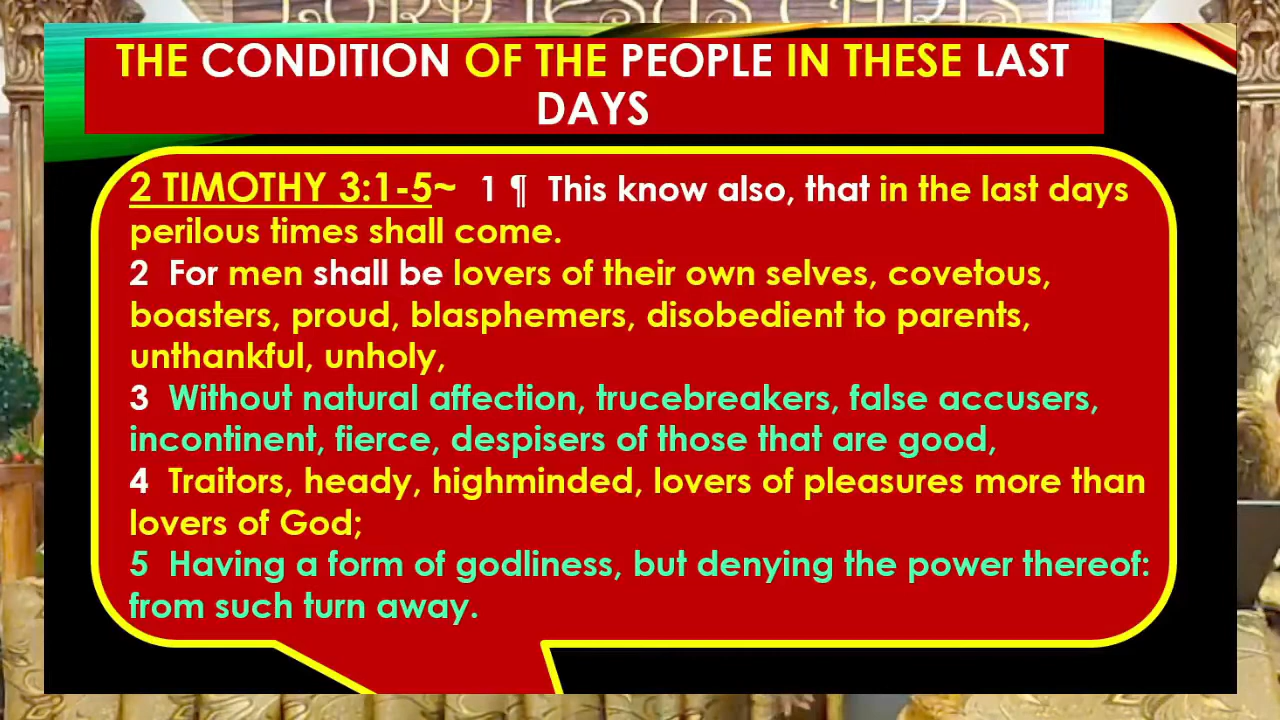 LORD JESUS CHRIST
THE CONDITION OF THE PEOPLE IN THESE LAST
DAYS
2 TIMOTHY 3:1-5~ 1 ¶ This know also, that in the last days
perilous times shall come.
2 For men shall be lovers of their own selves, covetous,
boasters, proud, blasphemers, disobedient to parents,
unthankful, unholy,
3 Without natural affection, trucebreakers, false accusers,
incontinent, fierce, despisers of those that are good,
4 Traitors, heady, highminded, lovers of pleasures more than
lovers of God;
5 Having a form of godliness, but denying the power thereof:
from such turn away.